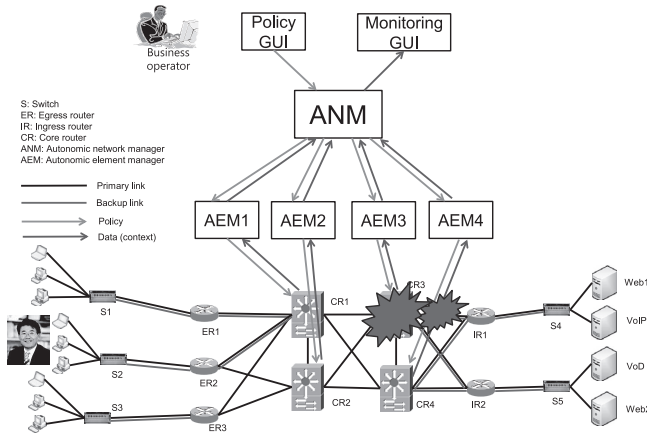 Policy
GUI
Monitoring
GUI
Business
operator
ANM
S: Switch
ER: Egress router
IR: Ingress router
CR: Core router
ANM: Autonomic network manager
AEM: Autonomic element manager
Primary link
Backup link
Policy
Data (context)
AEM1
AEM2
AEM3
AEM4
S1
ER1
CR1
CR3
IR1
S4
Web1
VoIP
S2
ER2
CR2
CR4
IR2
S5
VoD
Web2
S3
ER3